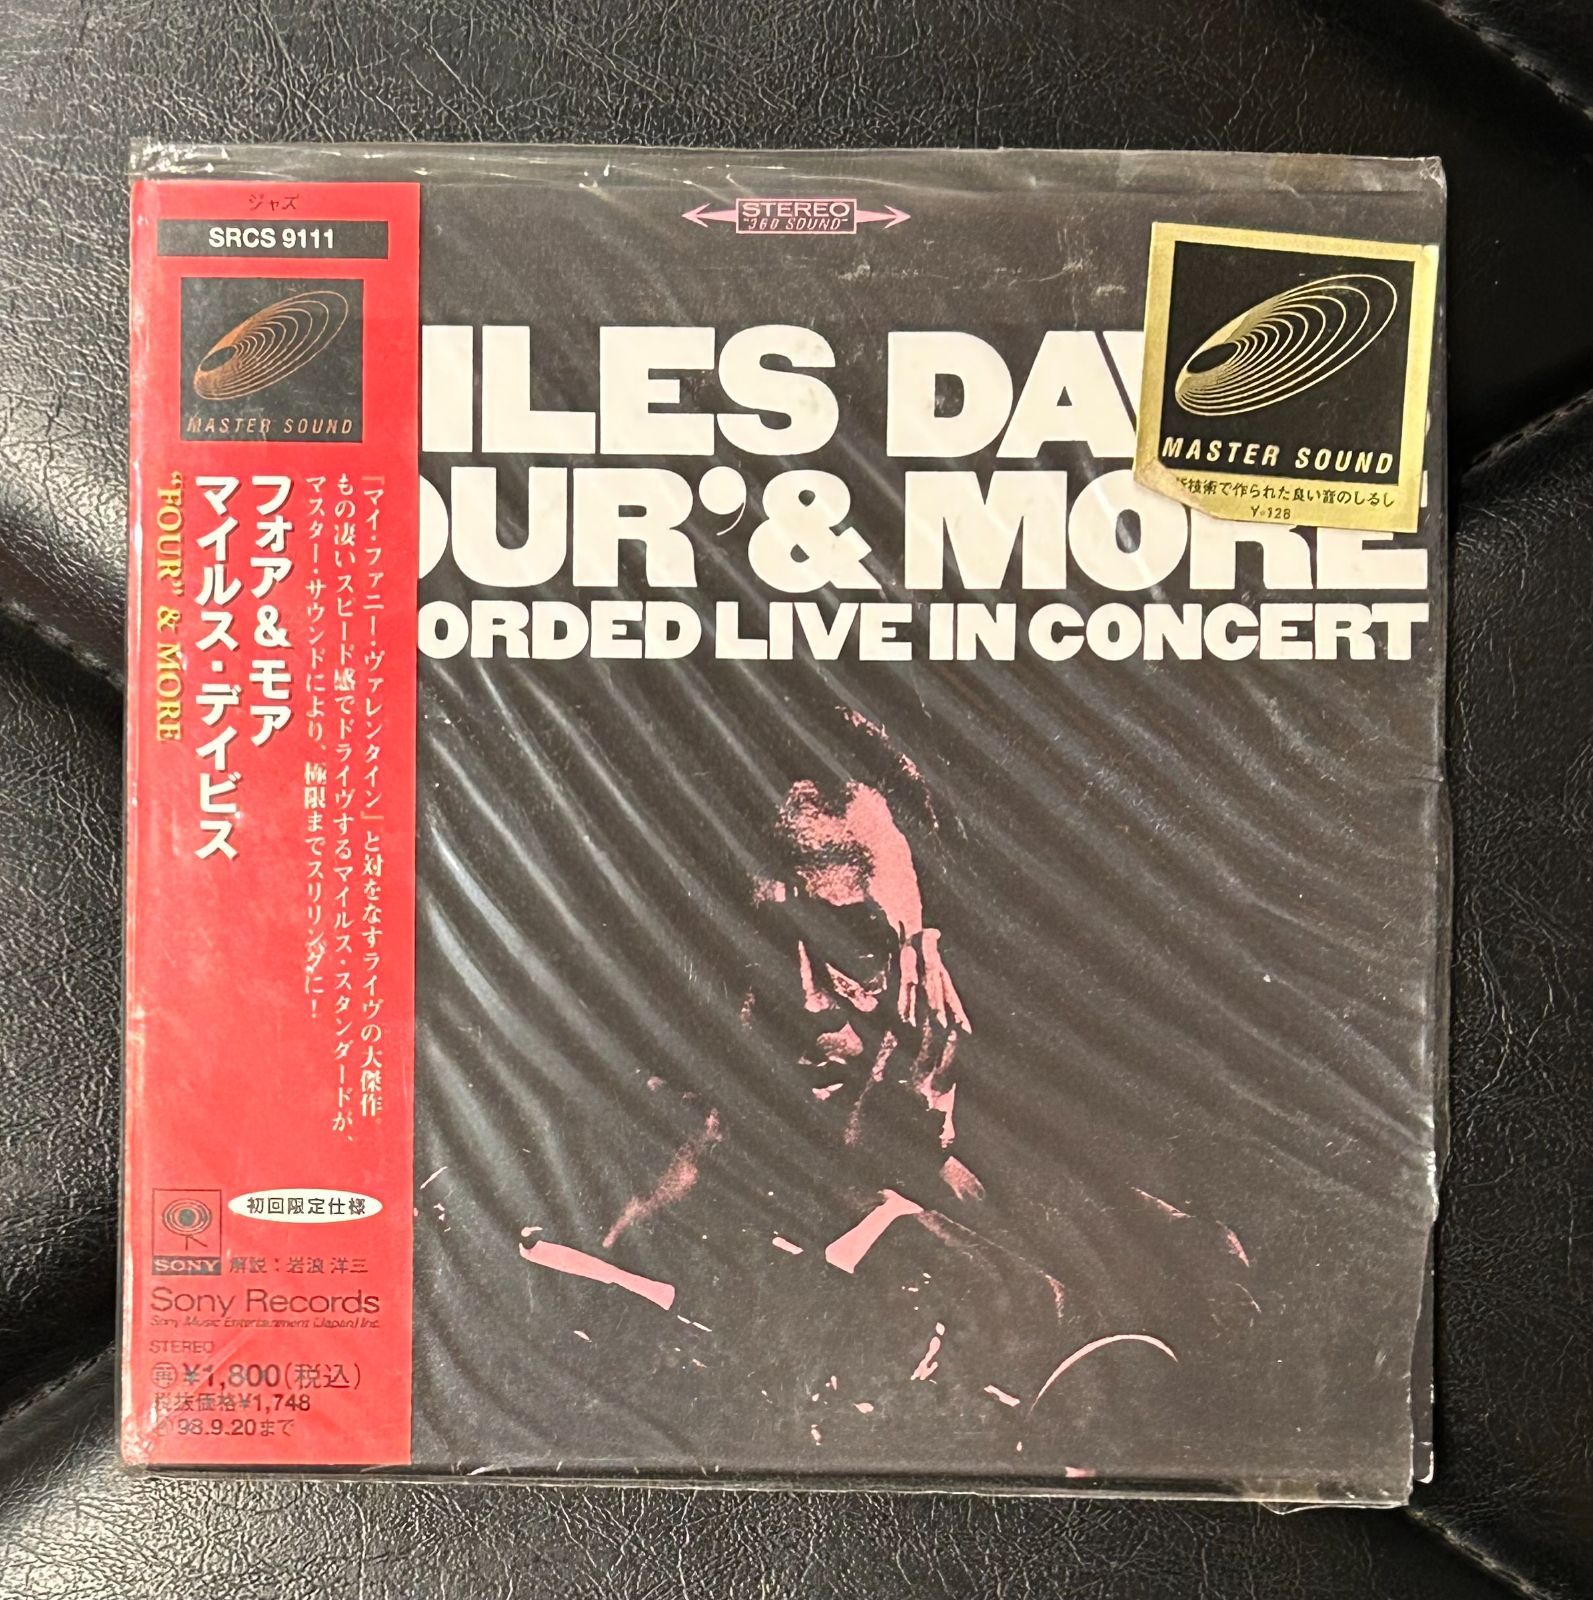 ジャズ
SRCS 9111
MASTER SOUND
『マイ・ファニー・ヴァレンタイン』と対をなすライヴの大傑作。
もの凄いスピード感でドライヴするマイルス・スタンダードが、
マスター・サウンドにより、極限までスリリングに！
フォア&モア
マイルス・デイビス
"FOUR" & MORE
初回限定仕様
SONY
解説：岩浪洋三
Sony Records
Sony Music Entertainment (Japan) Inc.
STEREO
再 ¥1,800(税込)
税抜価格¥1,748
98.9.20まで
STEREO
"360 SOUND"
ILES DAV
OUR' & MORE
ORDED LIVE IN CONCERT
MASTER SOUND
技術で作られた良い音のしるし
Y-128